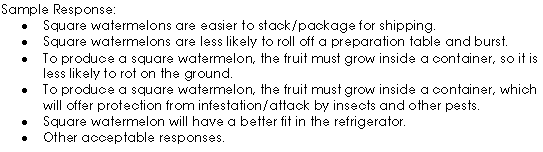 Sample Response:
● Square watermelons are easier to stack/package for shipping.
● Square watermelons are less likely to roll off a preparation table and burst.
● To produce a square watermelon, the fruit must grow inside a container, so it is
less likely to rot on the ground.
● To produce a square watermelon, the fruit must grow inside a container, which
will offer protection from infestation/attack by insects and other pests.
● Square watermelon will have a better fit in the refrigerator.
● Other acceptable responses.